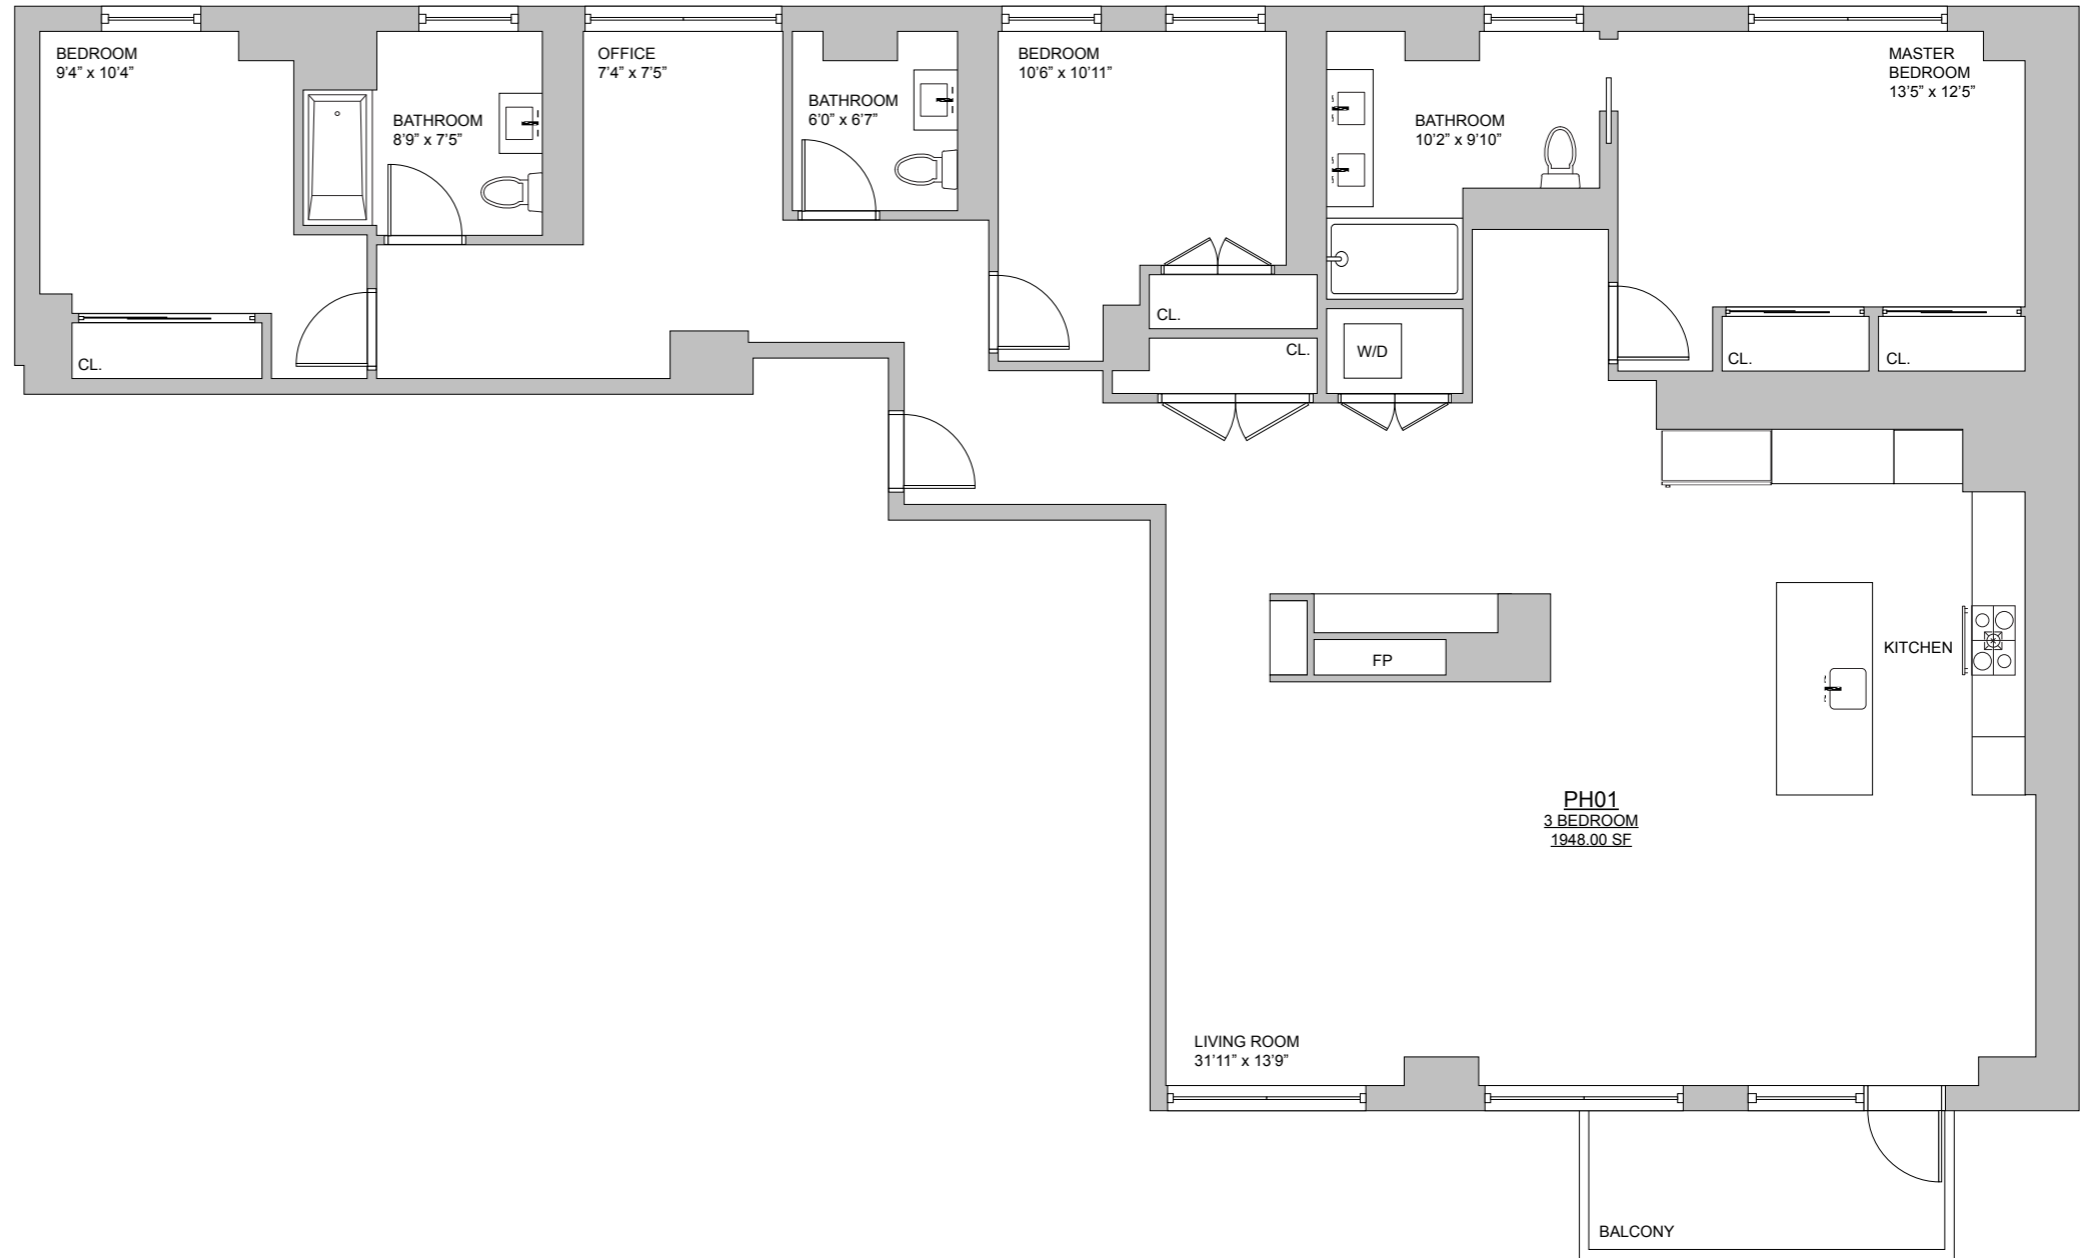 BEDROOM
9'4” x 10'4”
BATHROOM
8'9” x 7'5”
OFFICE
7'4” x 7'5”
BATHROOM
6'0” x 6'7”
BEDROOM
10'6” x 10'11”
BATHROOM
10'2” x 9'10”
MASTER
BEDROOM
13'5” x 12'5”
CL.
CL.
CL.
W/D
CL.
CL.
KITCHEN
FP
PH01
3 BEDROOM
1948.00 SF
LIVING ROOM
31'11” x 13'9”
BALCONY